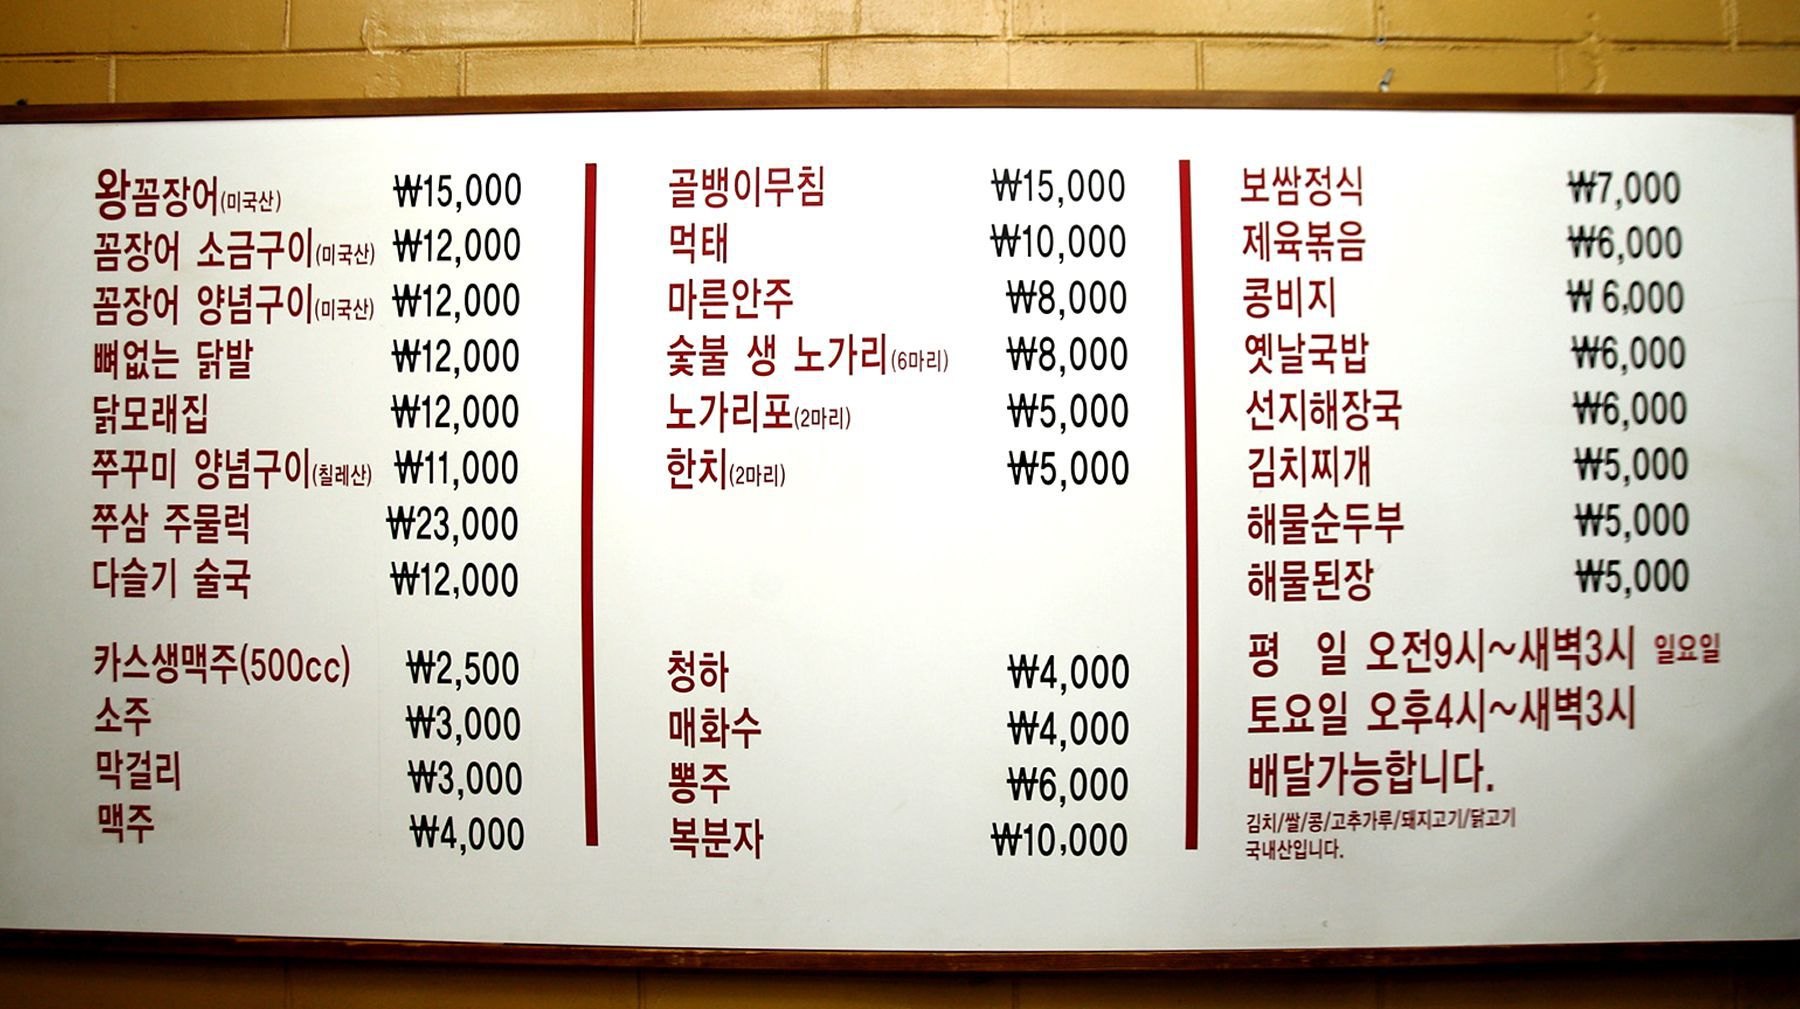 왕꼼장어(미국산) ₩15,000
꼼장어 소금구이(미국산) ₩12,000
꼼장어 양념구이(미국산) ₩12,000
뼈없는 닭발 ₩12,000
닭모래집 ₩12,000
쭈꾸미 양념구이(칠레산) ₩11,000
쭈삼 주물럭 ₩23,000
다슬기 술국 ₩12,000
카스생맥주(500cc) ₩2,500
소주 ₩3,000
막걸리 ₩3,000
맥주 ₩4,000
골뱅이무침 ₩15,000
먹태 ₩10,000
마른안주 ₩8,000
숯불 생 노가리(6마리) ₩8,000
노가리포(2마리) ₩5,000
한치(2마리) ₩5,000
청하 ₩4,000
매화수 ₩4,000
뽕주 ₩6,000
복분자 ₩10,000
보쌈정식 ₩7,000
제육볶음 ₩6,000
콩비지 ₩6,000
옛날국밥 ₩6,000
선지해장국 ₩6,000
김치찌개 ₩5,000
해물순두부 ₩5,000
해물된장 ₩5,000
평 일 오전9시~새벽3시 일요일
토요일 오후4시~새벽3시
배달가능합니다.
김치/쌀/콩/고추가루/돼지고기/닭고기
국내산입니다.